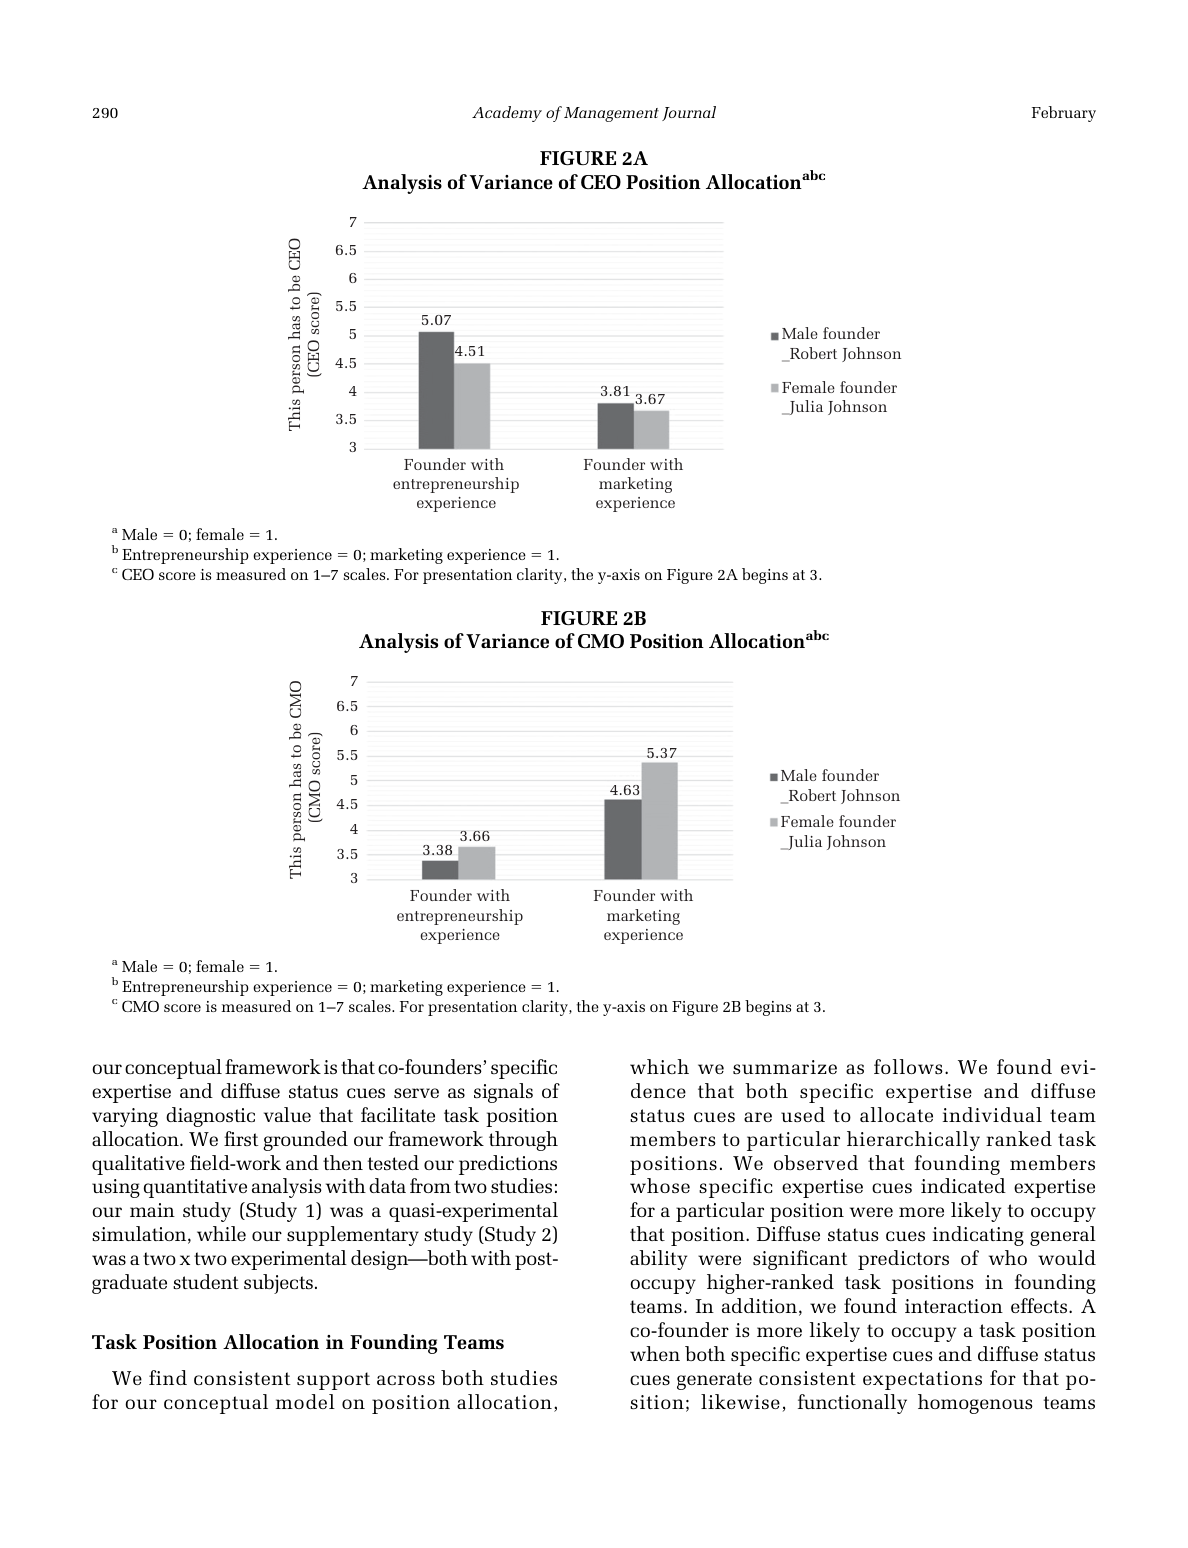 290
Academy of Management Journal
February
FIGURE 2A
Analysis of Variance of CEO Position Allocationabc
This person has to be CEO
(CEO score)
7
6.5
6
5.5
5
4.5
4
3.5
3
5.07
4.51
3.81
3.67
Founder with
entrepreneurship
experience
Founder with
marketing
experience
Male founder
_Robert Johnson
Female founder
_Julia Johnson
a Male = 0; female = 1.
b Entrepreneurship experience = 0; marketing experience = 1.
c CEO score is measured on 1–7 scales. For presentation clarity, the y-axis on Figure 2A begins at 3.
FIGURE 2B
Analysis of Variance of CMO Position Allocationabc
This person has to be CMO
(CMO score)
7
6.5
6
5.5
5
4.5
4
3.5
3
3.38
3.66
4.63
5.37
Founder with
entrepreneurship
experience
Founder with
marketing
experience
Male founder
_Robert Johnson
Female founder
_Julia Johnson
a Male = 0; female = 1.
b Entrepreneurship experience = 0; marketing experience = 1.
c CMO score is measured on 1–7 scales. For presentation clarity, the y-axis on Figure 2B begins at 3.
our conceptual framework is that co-founders' specific
expertise and diffuse status cues serve as signals of
varying diagnostic value that facilitate task position
allocation. We first grounded our framework through
qualitative field-work and then tested our predictions
using quantitative analysis with data from two studies:
our main study (Study 1) was a quasi-experimental
simulation, while our supplementary study (Study 2)
was a two x two experimental design—both with post-
graduate student subjects.
Task Position Allocation in Founding Teams
We find consistent support across both studies
for our conceptual model on position allocation,
which we summarize as follows. We found evi-
dence that both specific expertise and diffuse
status cues are used to allocate individual team
members to particular hierarchically ranked task
positions. We observed that founding members
whose specific expertise cues indicated expertise
for a particular position were more likely to occupy
that position. Diffuse status cues indicating general
ability were significant predictors of who would
occupy higher-ranked task positions in founding
teams. In addition, we found interaction effects. A
co-founder is more likely to occupy a task position
when both specific expertise cues and diffuse status
cues generate consistent expectations for that po-
sition; likewise, functionally homogenous teams